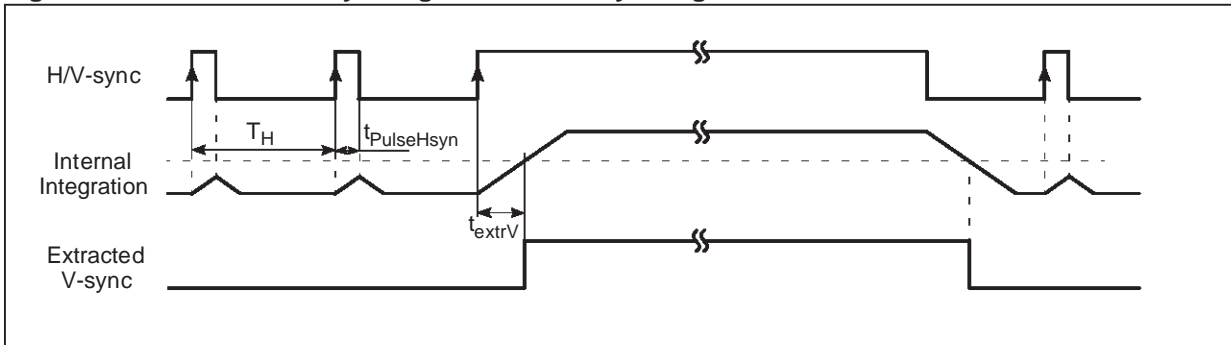 H/V-sync
T_H
t_PulseHsyn
Internal
Integration
t_extrV
Extracted
V-sync